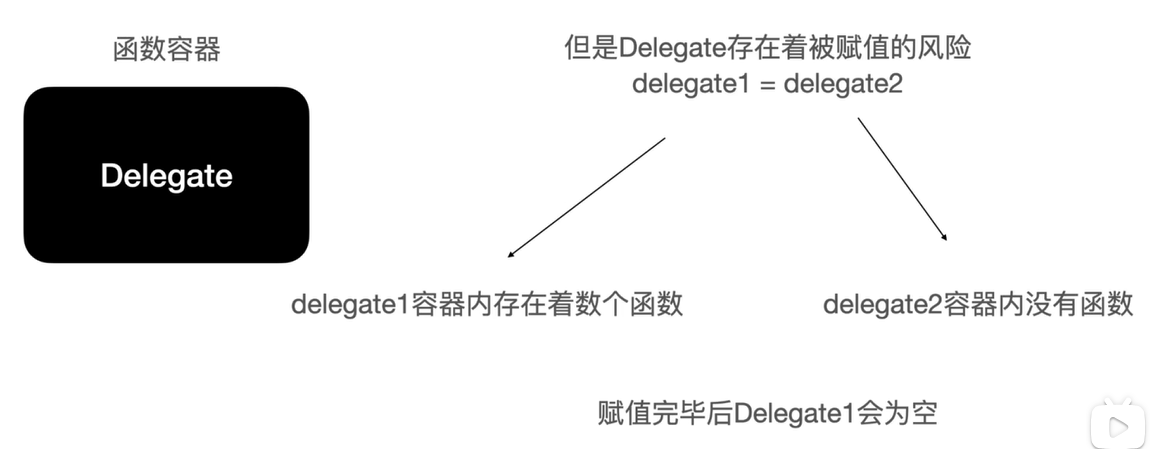 函数容器
Delegate
但是Delegate存在着被赋值的风险
delegate1 = delegate2
delegate1容器内存在着数个函数
delegate2容器内没有函数
赋值完毕后Delegate1会为空